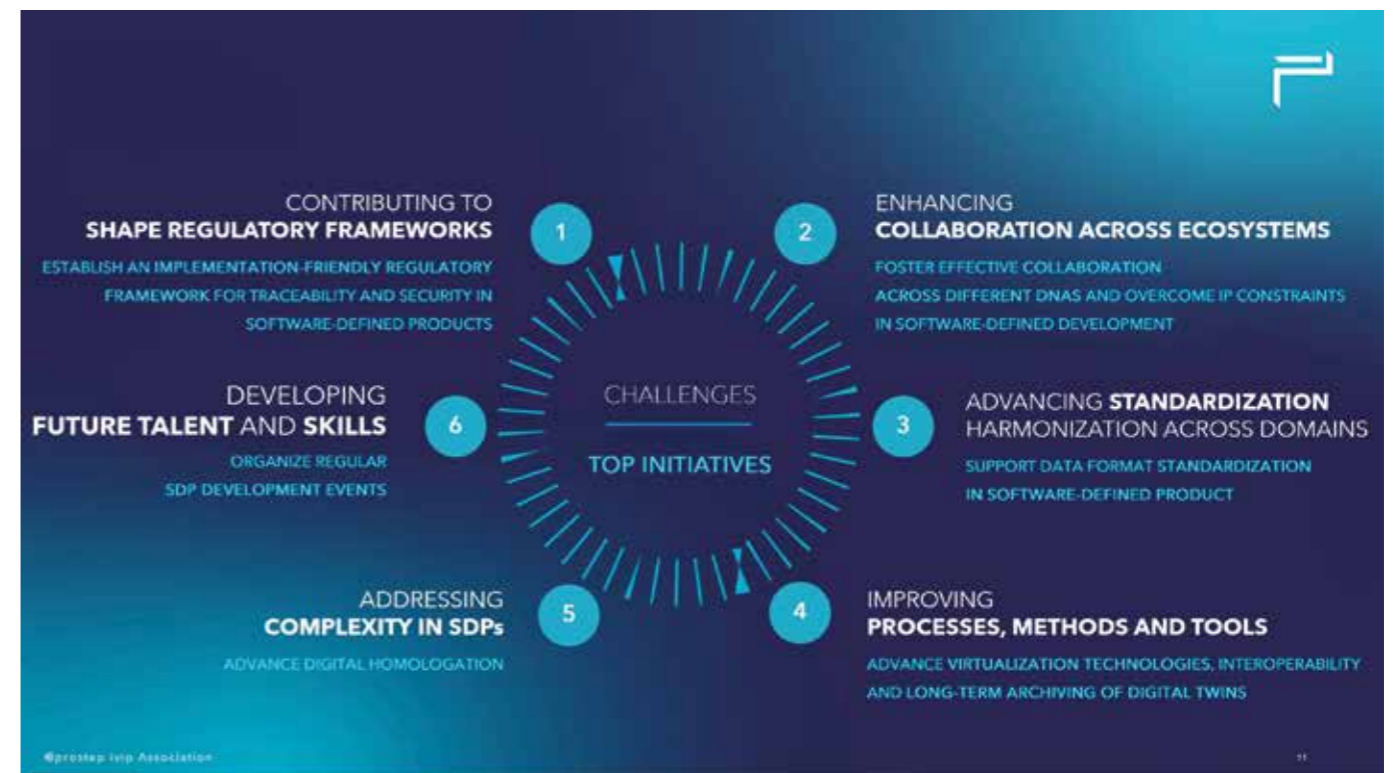 CONTRIBUTING TO
SHAPE REGULATORY FRAMEWORKS
ESTABLISH AN IMPLEMENTATION-FRIENDLY REGULATORY
FRAMEWORK FOR TRACEABILITY AND SECURITY IN
SOFTWARE-DEFINED PRODUCTS
1
2
ENHANCING
COLLABORATION ACROSS ECOSYSTEMS
FOSTER EFFECTIVE COLLABORATION
ACROSS DIFFERENT DNAS AND OVERCOME IP CONSTRAINTS
IN SOFTWARE-DEFINED DEVELOPMENT
CHALLENGES
TOP INITIATIVES
3
ADVANCING STANDARDIZATION
HARMONIZATION ACROSS DOMAINS
SUPPORT DATA FORMAT STANDARDIZATION
IN SOFTWARE-DEFINED PRODUCT
4
IMPROVING
PROCESSES, METHODS AND TOOLS
ADVANCE VIRTUALIZATION TECHNOLOGIES, INTEROPERABILITY
AND LONG-TERM ARCHIVING OF DIGITAL TWINS
5
ADDRESSING
COMPLEXITY IN SDPs
ADVANCE DIGITAL HOMOLOGATION
6
DEVELOPING
FUTURE TALENT AND SKILLS
ORGANIZE REGULAR
SDP DEVELOPMENT EVENTS
©prostep ivip Association
11